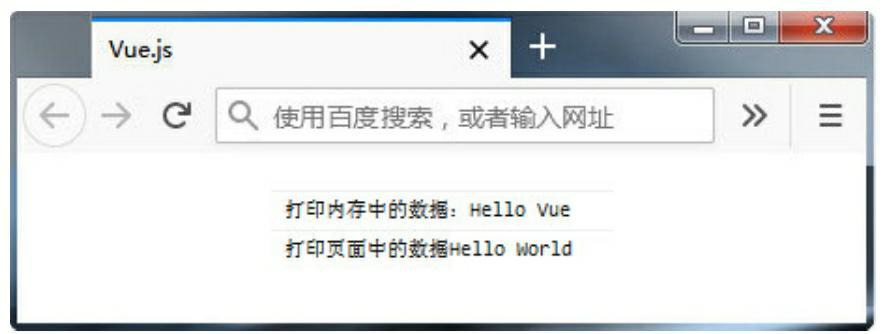 Vue.js
使用百度搜索，或者输入网址
打印内存中的数据：Hello Vue
打印页面中的数据Hello World